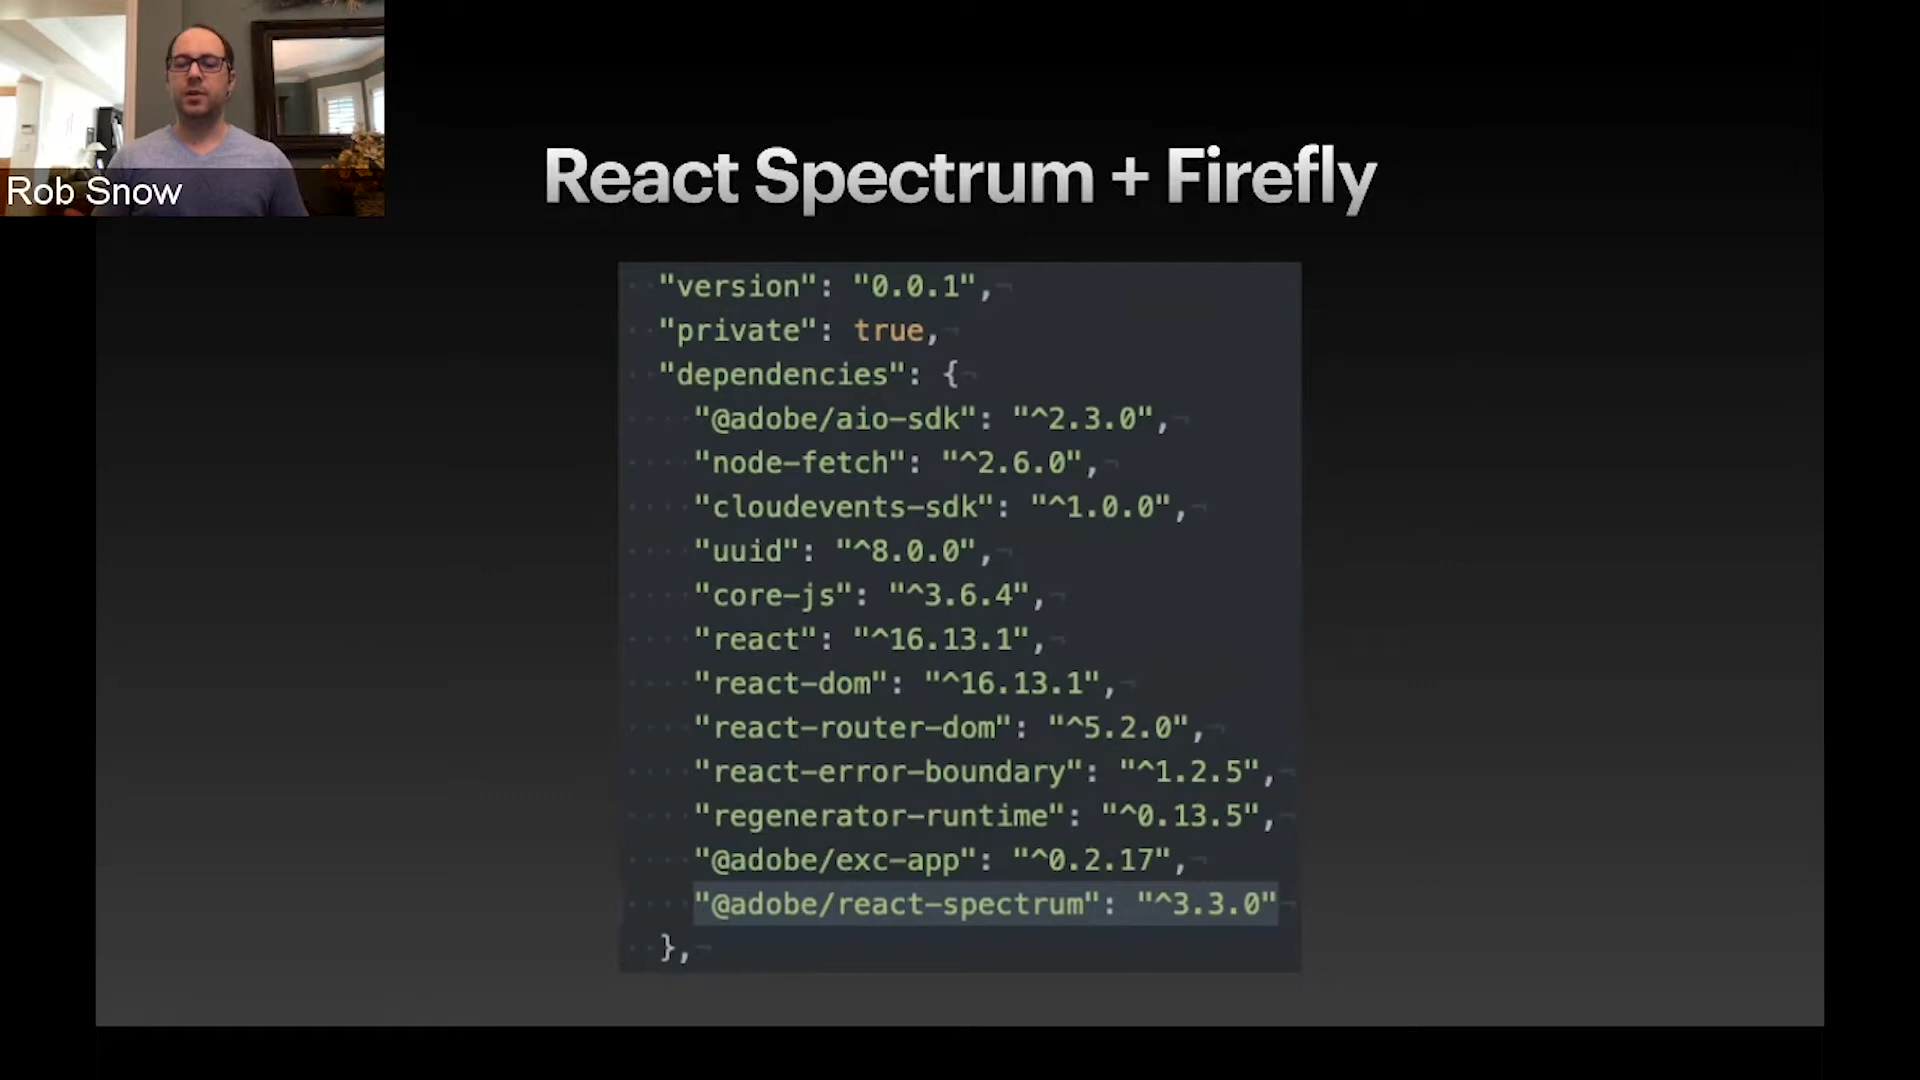 Rob Snow
React Spectrum + Firefly
"version": "0.0.1",
"private": true,
"dependencies": {
"@adobe/aio-sdk": "^2.3.0",
"node-fetch": "^2.6.0",
"cloudevents-sdk": "^1.0.0",
"uuid": "^8.0.0",
"core-js": "^3.6.4",
"react": "^16.13.1",
"react-dom": "^16.13.1",
"react-router-dom": "^5.2.0",
"react-error-boundary": "^1.2.5",
"regenerator-runtime": "^0.13.5",
"@adobe/exc-app": "^0.2.17",
"@adobe/react-spectrum": "^3.3.0"
},